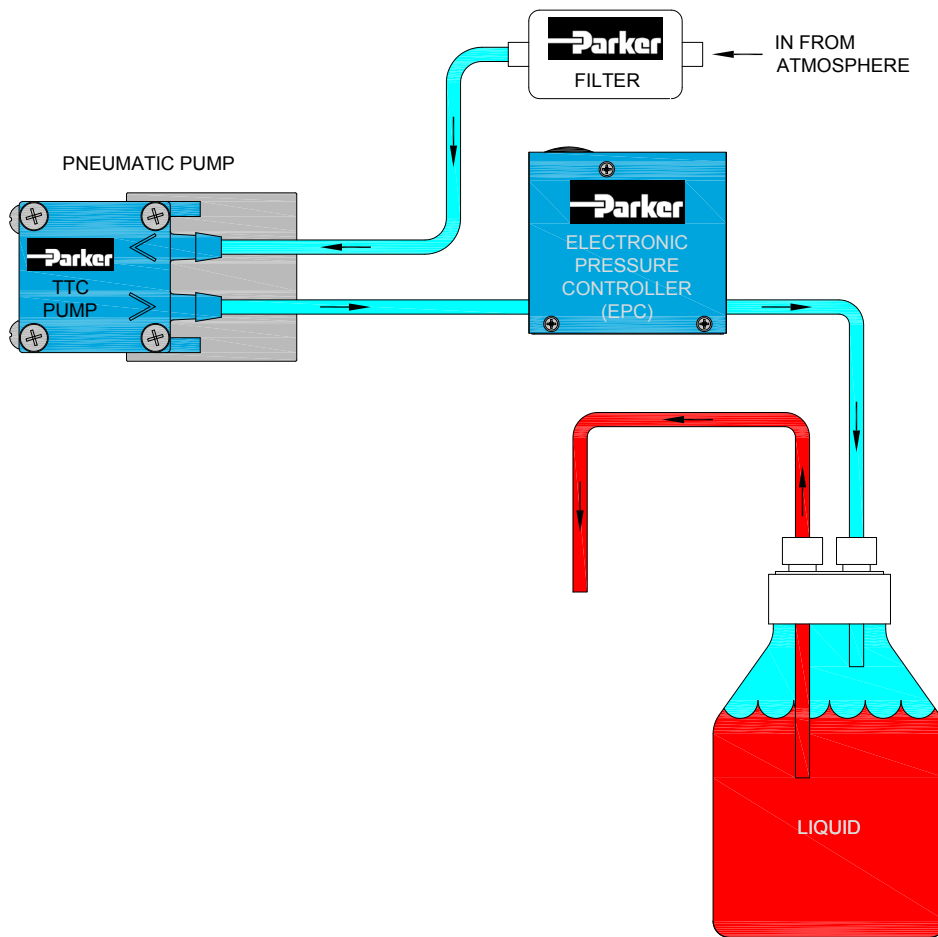 Parker
FILTER
IN FROM
ATMOSPHERE
PNEUMATIC PUMP
Parker
TTC
PUMP
Parker
ELECTRONIC
PRESSURE
CONTROLLER
(EPC)
LIQUID